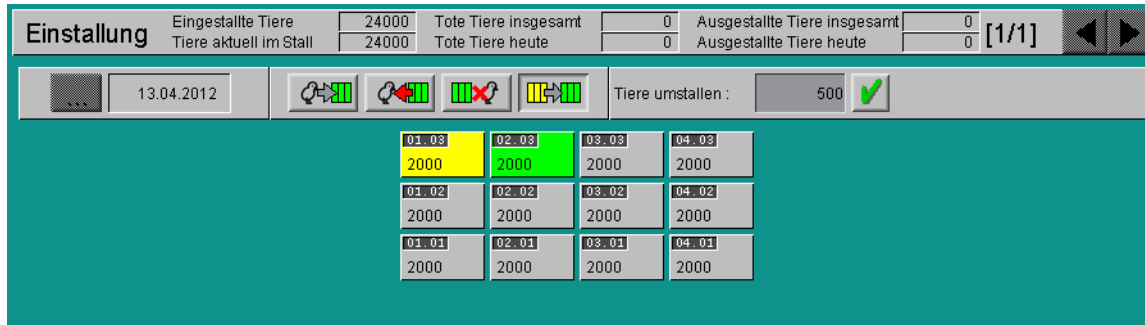 Einstallung
Eingestallte Tiere 24000 Tote Tiere insgesamt 0 Ausgestallte Tiere insgesamt 0 [1/1]
Tiere aktuell im Stall 24000 Tote Tiere heute 0 Ausgestallte Tiere heute 0
... 13.04.2012 Tiere umstallen : 500
01.03 02.03 03.03 04.03
2000 2000 2000 2000
01.02 02.02 03.02 04.02
2000 2000 2000 2000
01.01 02.01 03.01 04.01
2000 2000 2000 2000